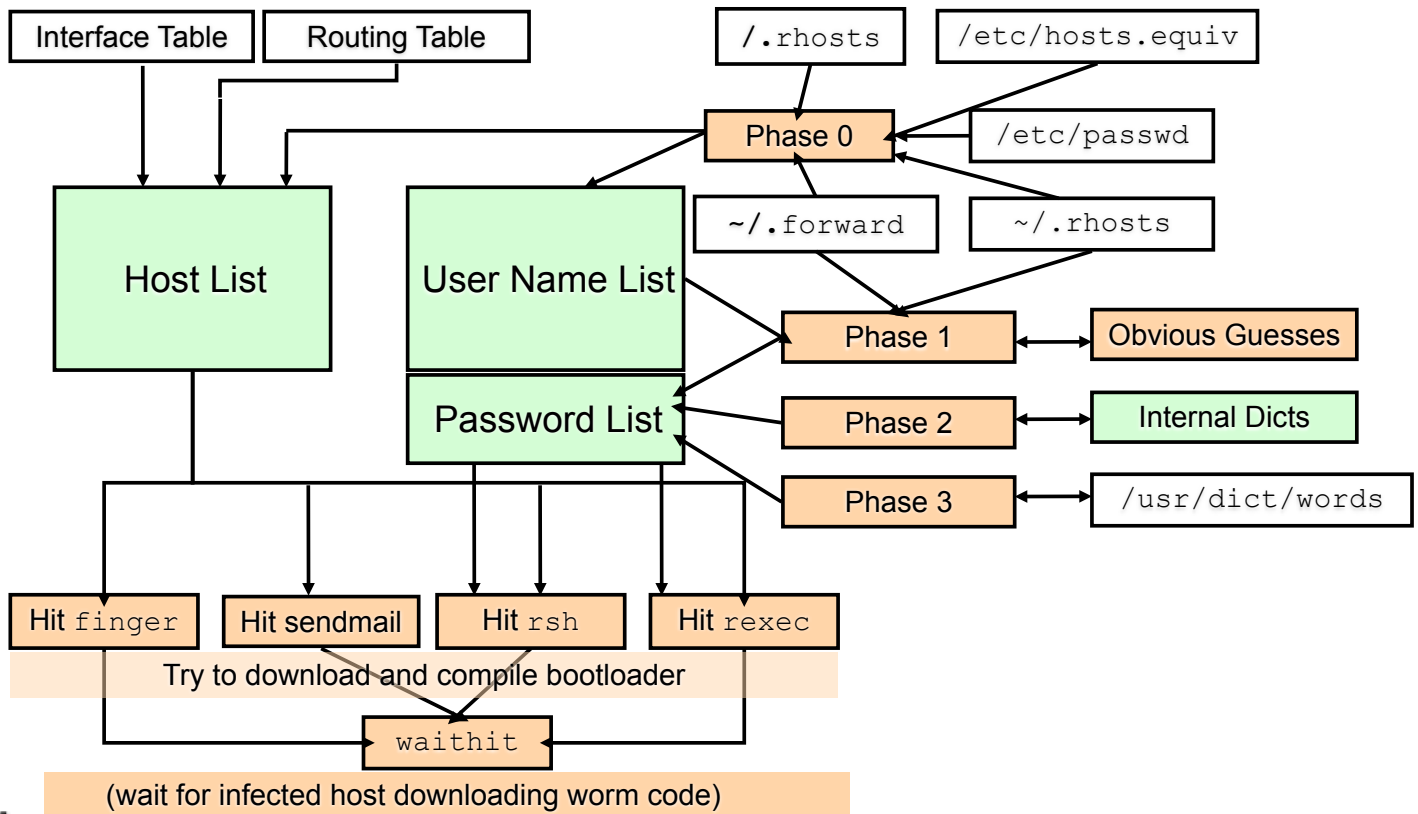 Interface Table
Routing Table
/.rhosts
/etc/hosts.equiv
Phase 0
/etc/passwd
~/.forward
~/.rhosts
Host List
User Name List
Phase 1
Obvious Guesses
Password List
Phase 2
Internal Dicts
Phase 3
/usr/dict/words
Hit finger
Hit sendmail
Hit rsh
Hit rexec
Try to download and compile bootloader
waithit
(wait for infected host downloading worm code)